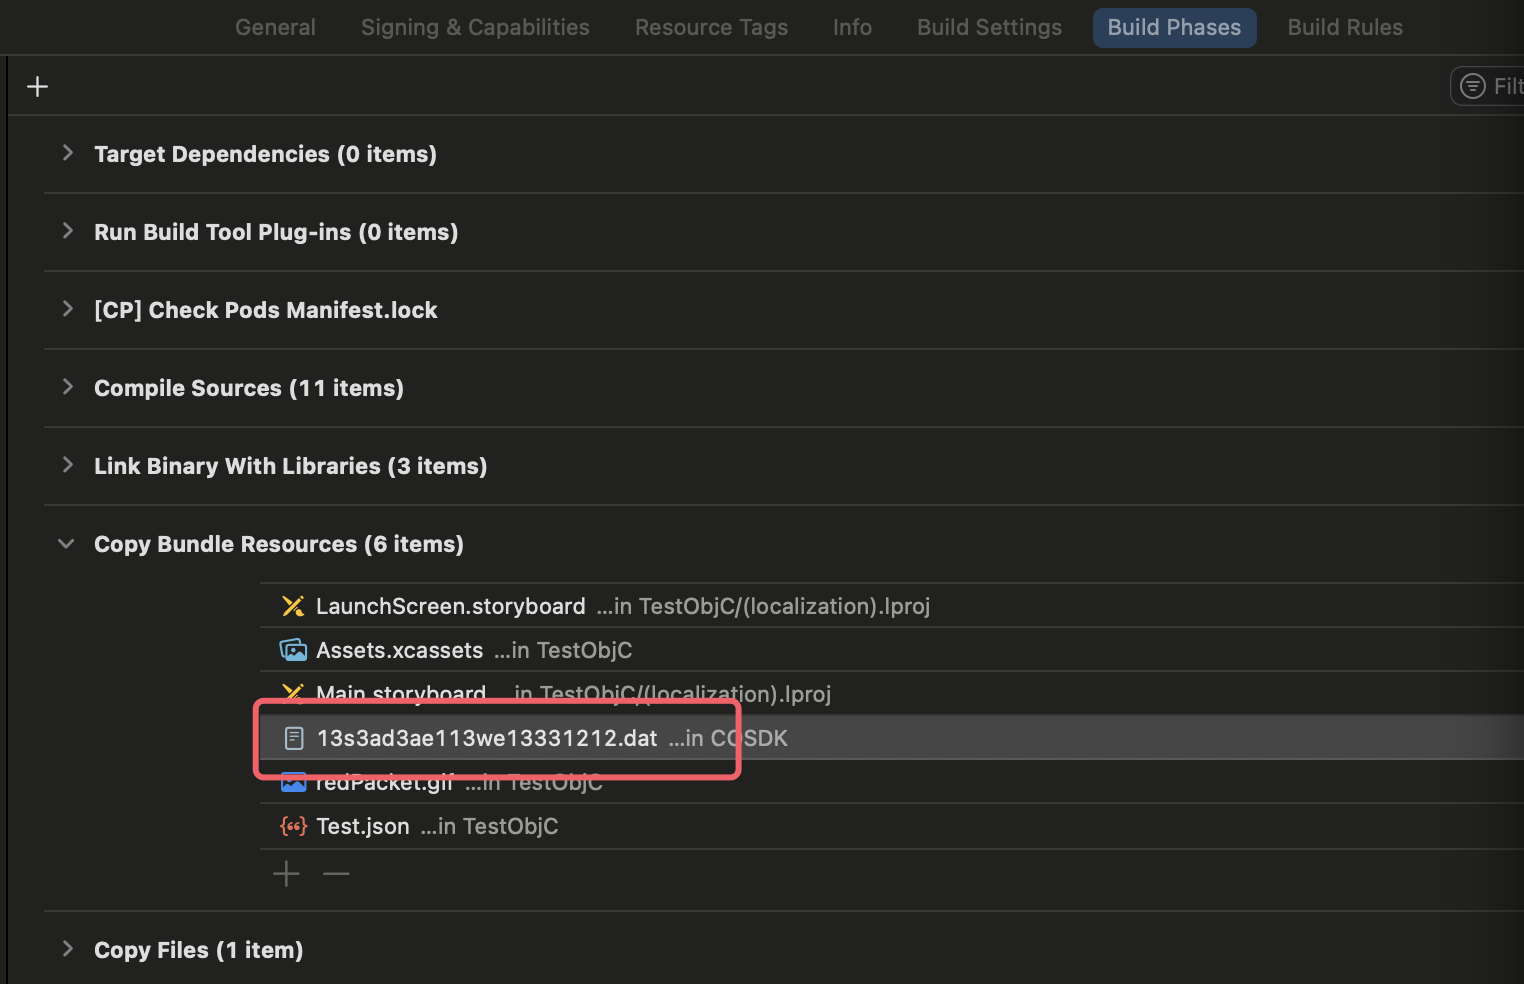 General Signing & Capabilities Resource Tags Info Build Settings Build Phases Build Rules
Filt
Target Dependencies (0 items)
Run Build Tool Plug-ins (0 items)
[CP] Check Pods Manifest.lock
Compile Sources (11 items)
Link Binary With Libraries (3 items)
Copy Bundle Resources (6 items)
LaunchScreen.storyboard ...in TestObjC/(localization).lproj
Assets.xcassets ...in TestObjC
Main.storyboard ...in TestObjC/(localization).lproj
13s3ad3ae113we13331212.dat ...in COSDK
redPacket.gif ...in TestObjC
Test.json ...in TestObjC
Copy Files (1 item)